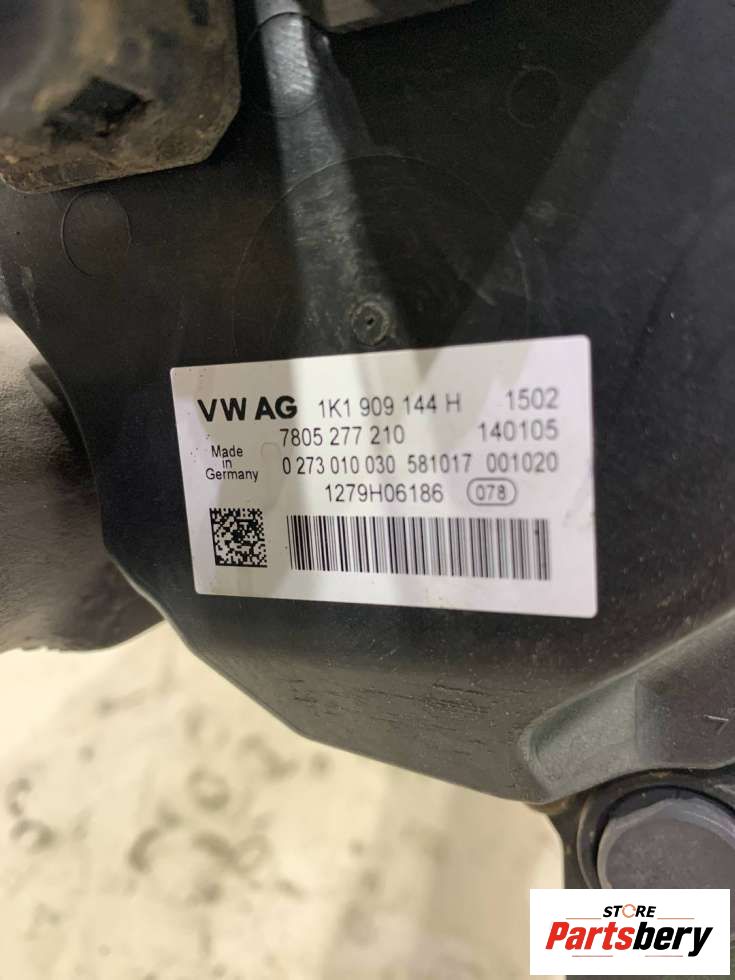 VW AG 1K1 909 144 H 1502
7805 277 210 140105
Made in Germany
0 273 010 030 581017 001020
1279H06186 078
STORE
Partsbery